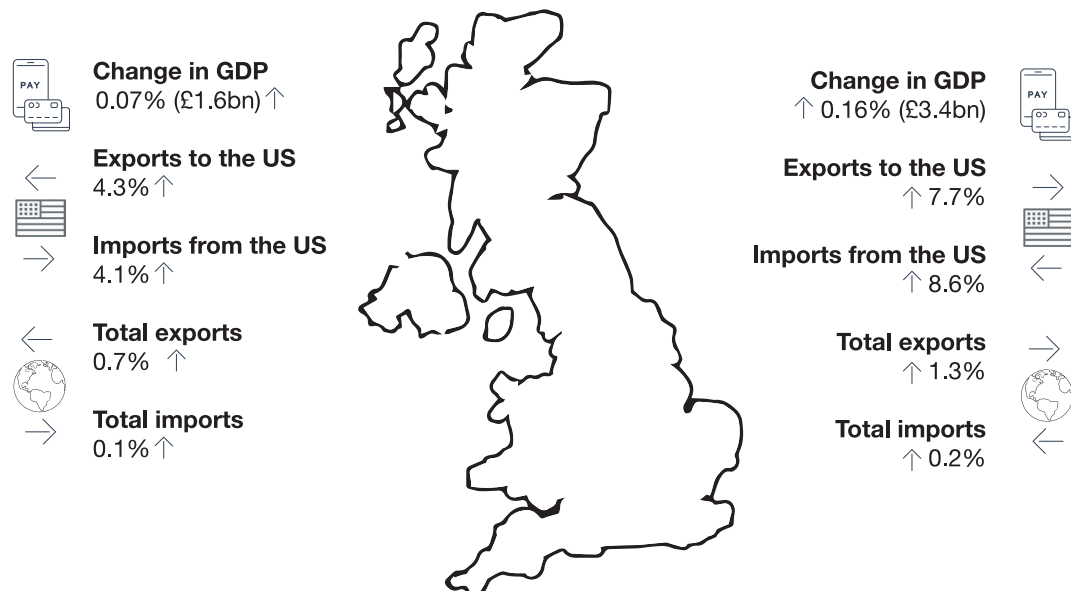 PAY
Change in GDP
0.07% (£1.6bn) ↑
Exports to the US
4.3% ↑
Imports from the US
4.1% ↑
Total exports
0.7% ↑
Total imports
0.1% ↑
PAY
Change in GDP
↑ 0.16% (£3.4bn)
Exports to the US
↑ 7.7%
Imports from the US
↑ 8.6%
Total exports
↑ 1.3%
Total imports
↑ 0.2%